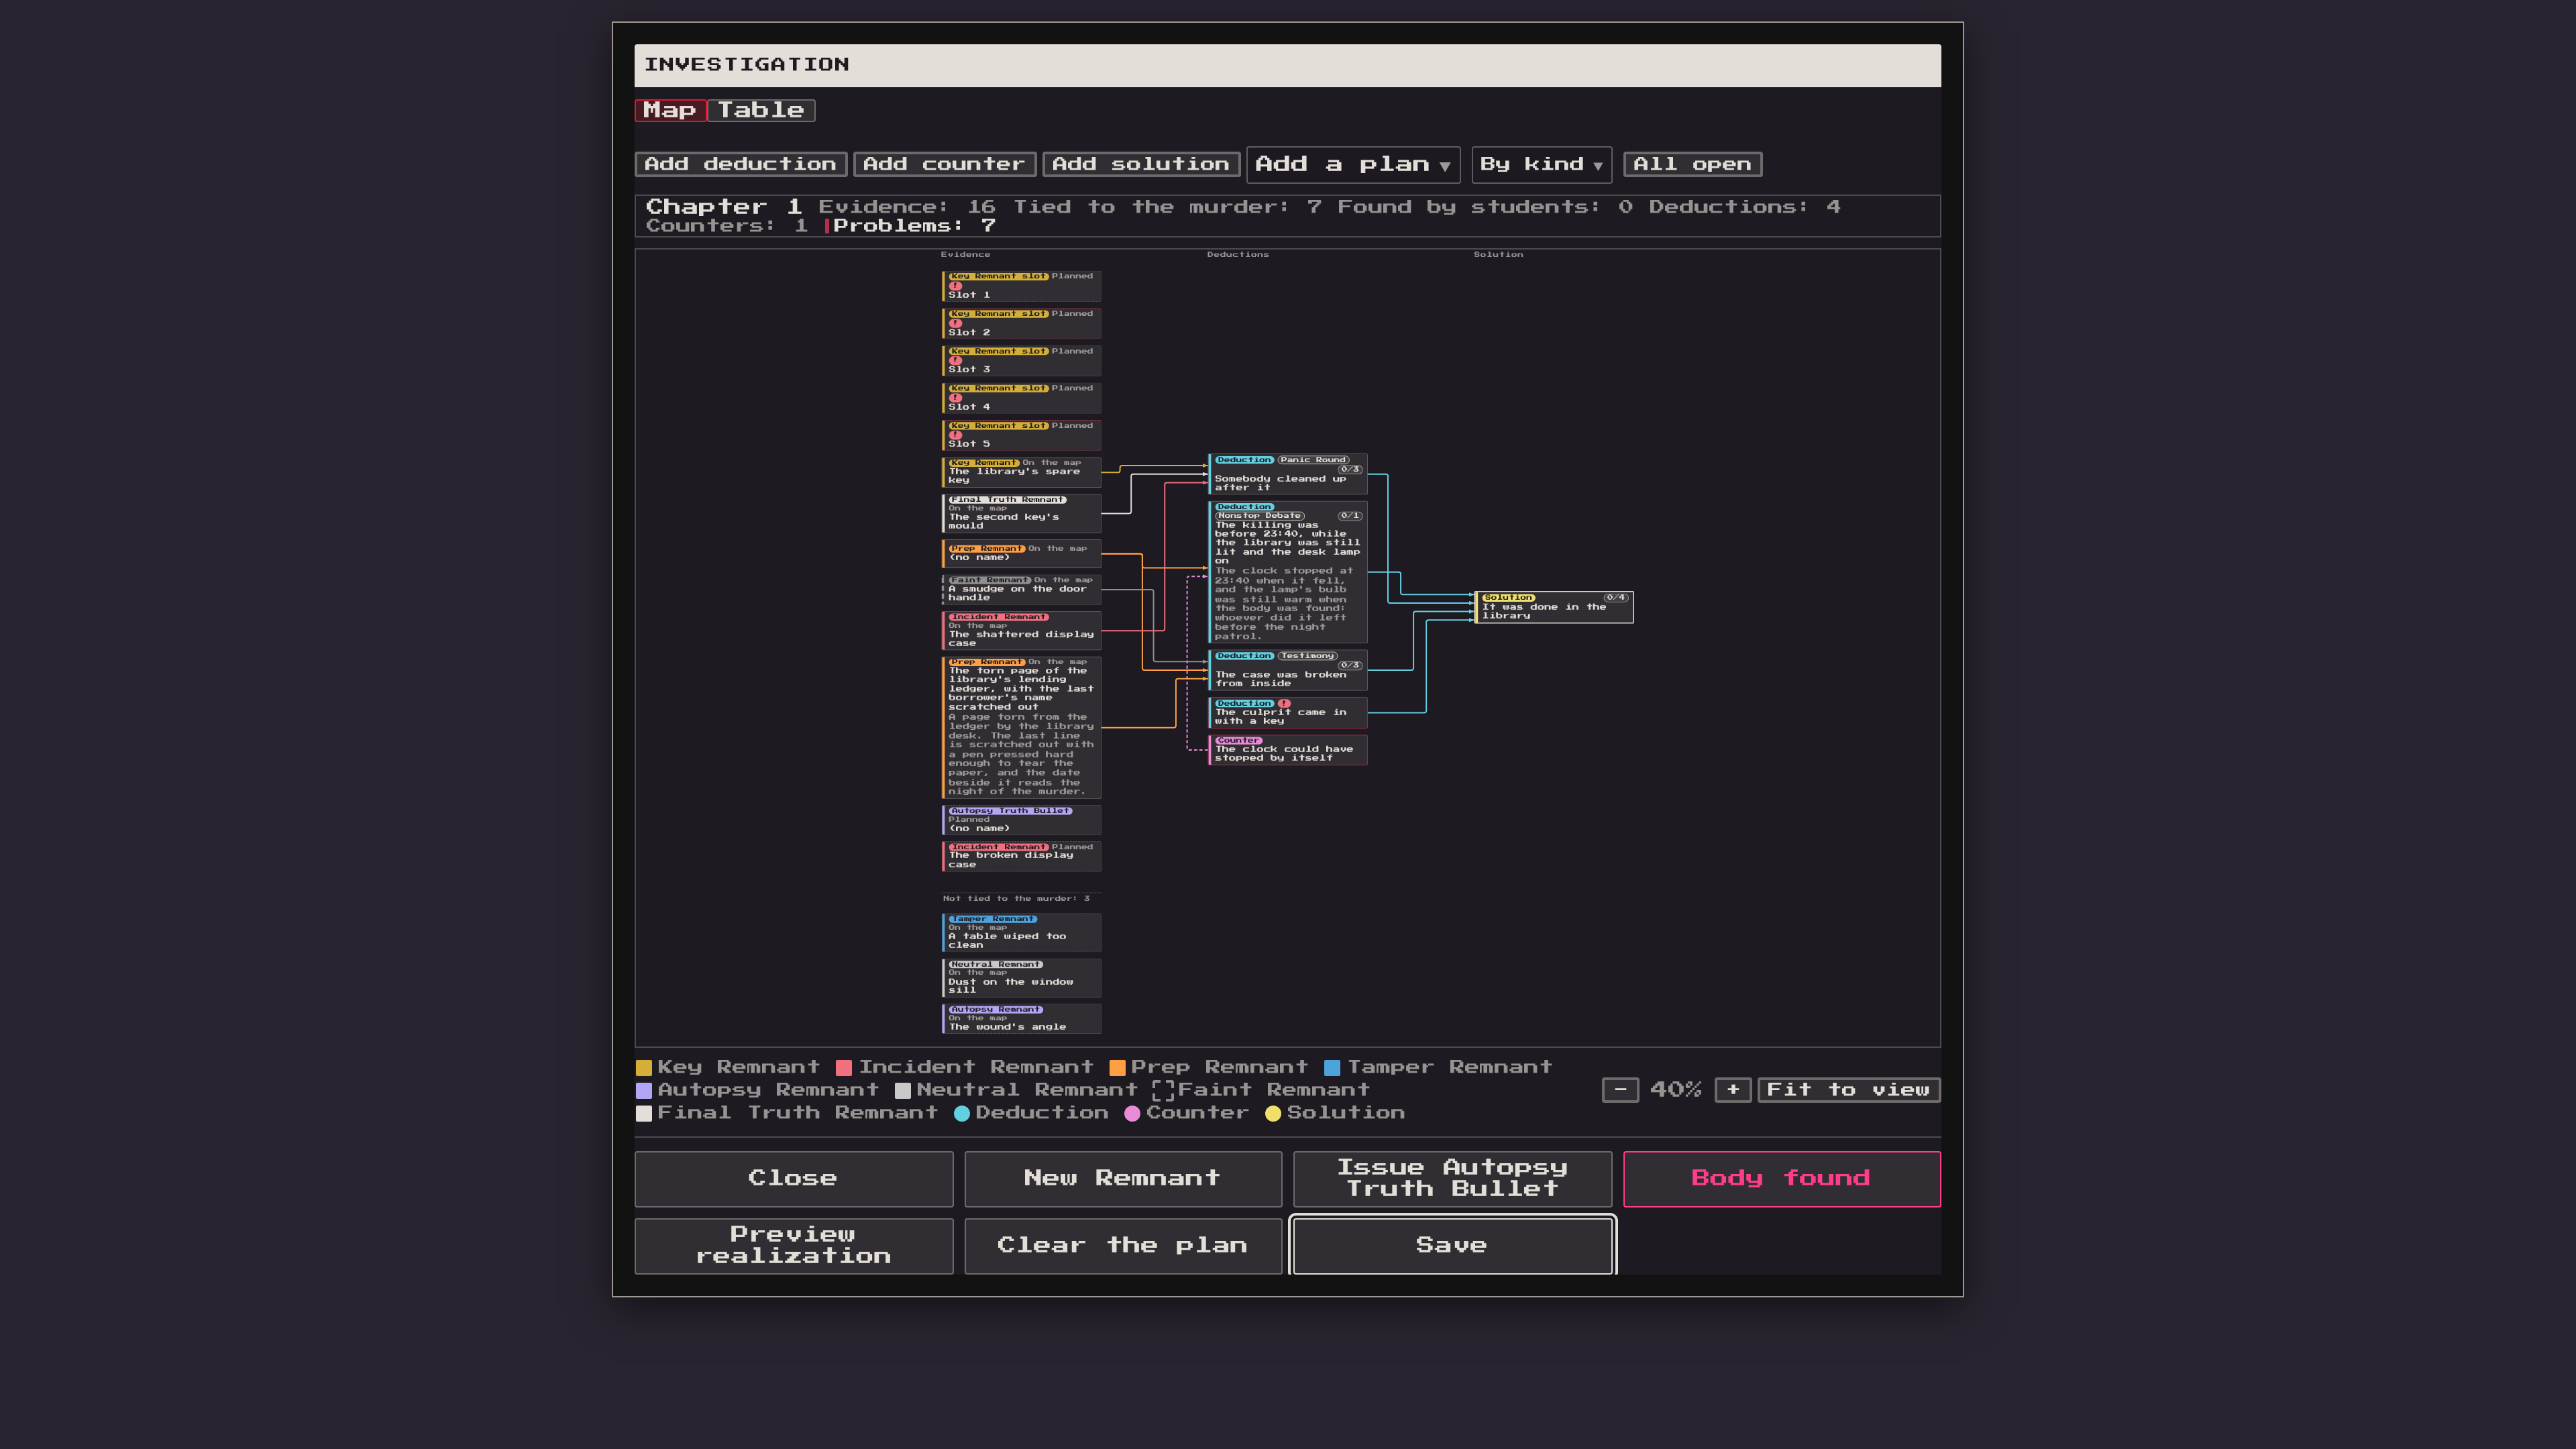 INVESTIGATION
Map Table
Add deduction Add counter Add solution Add a plan ▼ By kind ▼ All open
Chapter 1 Evidence: 16 Tied to the murder: 7 Found by students: 0 Deductions: 4
Counters: 1 Problems: 7
Evidence Deductions Solution
Key Remnant slot Planned
!
Slot 1
Key Remnant slot Planned
!
Slot 2
Key Remnant slot Planned
!
Slot 3
Key Remnant slot Planned
!
Slot 4
Key Remnant slot Planned
!
Slot 5
Key Remnant On the map
The library's spare
key
Final Truth Remnant
On the map
The second key's
mould
Prep Remnant On the map
(no name)
Faint Remnant On the map
A smudge on the door
handle
Incident Remnant
On the map
The shattered display
case
Prep Remnant On the map
The torn page of the
library's lending
ledger, with the last
borrower's name
scratched out
A page torn from the
ledger by the library
desk. The last line
is scratched out with
a pen pressed hard
enough to tear the
paper, and the date
beside it reads the
night of the murder.
Autopsy Truth Bullet
Planned
(no name)
Incident Remnant Planned
The broken display
case
Not tied to the murder: 3
Tamper Remnant
On the map
A table wiped too
clean
Neutral Remnant
On the map
Dust on the window
sill
Autopsy Remnant
On the map
The wound's angle
Deduction Panic Round
0/3
Somebody cleaned up
after it
Deduction
Nonstop Debate 0/1
The killing was
before 23:40, while
the library was still
lit and the desk lamp
on
The clock stopped at
23:40 when it fell,
and the lamp's bulb
was still warm when
the body was found:
whoever did it left
before the night
patrol.
Deduction Testimony
0/3
The case was broken
from inside
Deduction !
The culprit came in
with a key
Counter
The clock could have
stopped by itself
Solution 0/4
It was done in the
library
Key Remnant Incident Remnant Prep Remnant Tamper Remnant
Autopsy Remnant Neutral Remnant Faint Remnant
Final Truth Remnant Deduction Counter Solution
- 40% + Fit to view
Close
New Remnant
Issue Autopsy
Truth Bullet
Body found
Preview
realization
Clear the plan
Save